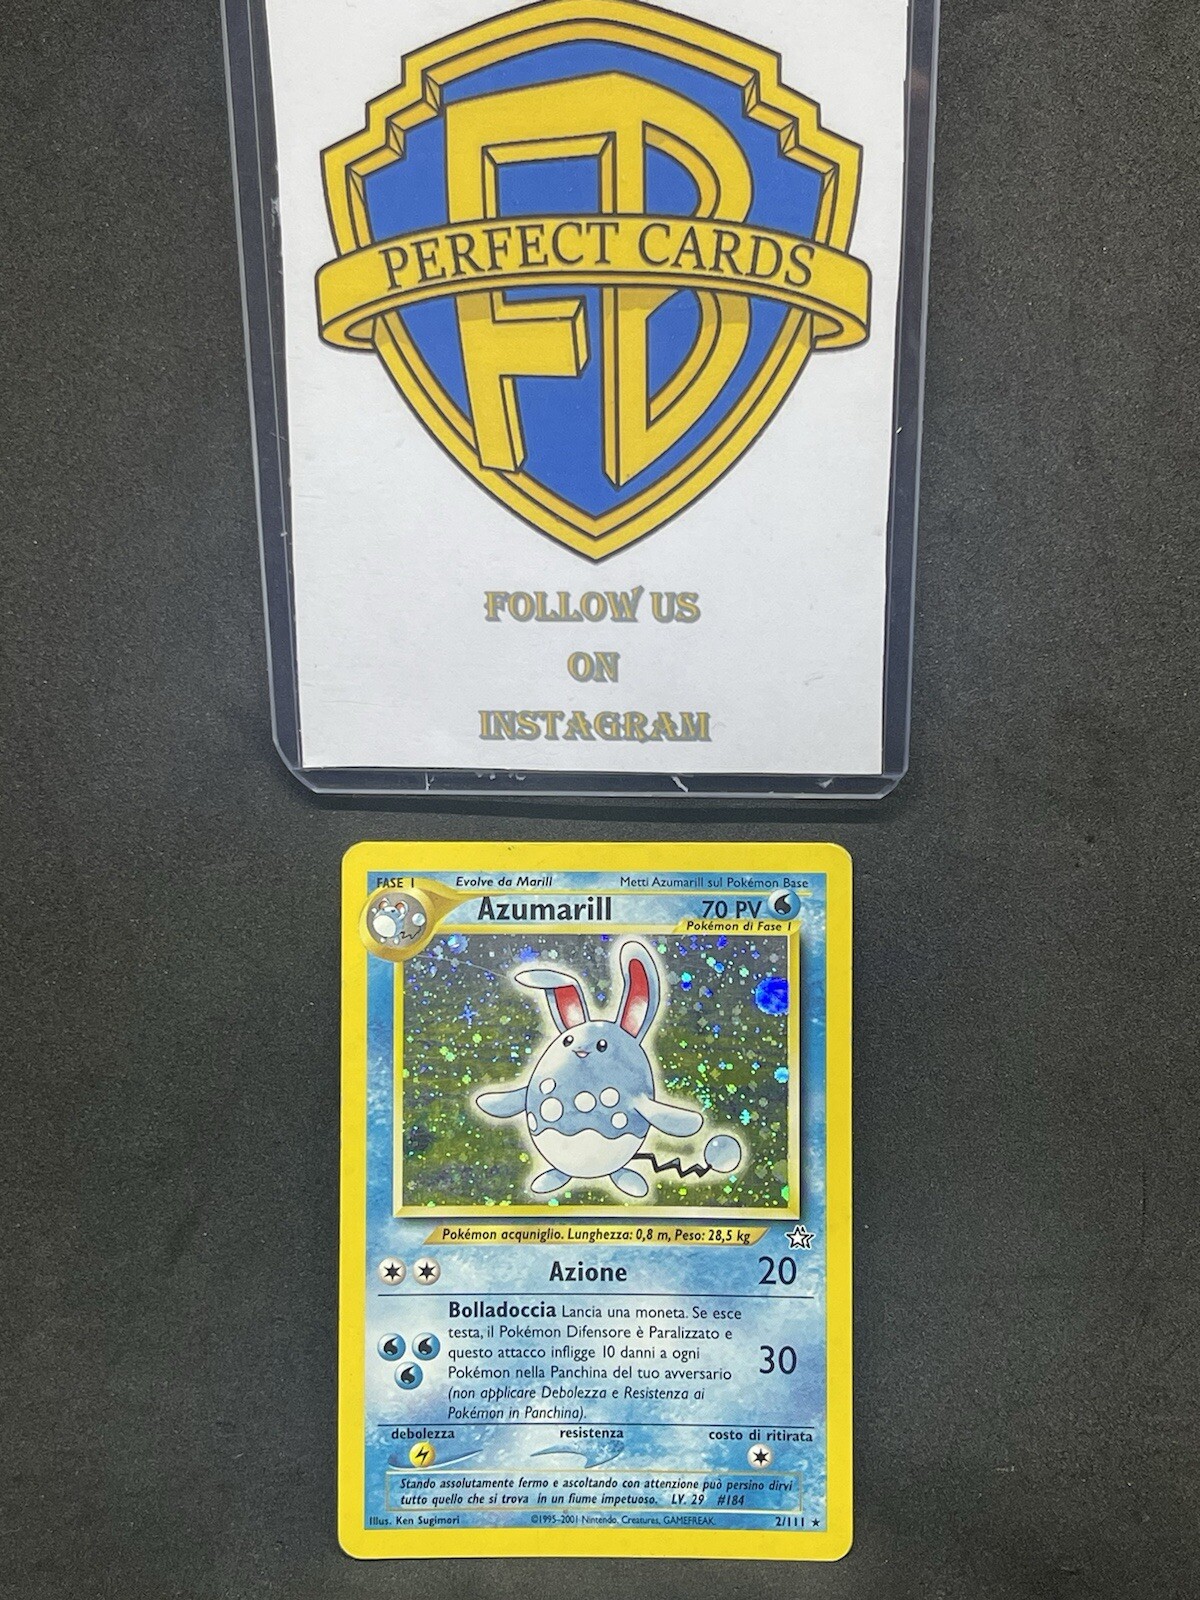 FB
PERFECT CARDS
FOLLOW US
ON
INSTAGRAM
FASE 1
Evolve da Marill
Metti Azumarill sul Pokémon Base
Azumarill
70 PV
Pokémon di Fase 1
Pokémon acquniglio. Lunghezza: 0,8 m, Peso: 28,5 kg
Azione 20
Bolladoccia Lancia una moneta. Se esce
testa, il Pokémon Difensore è Paralizzato e
questo attacco infligge 10 danni a ogni
Pokémon nella Panchina del tuo avversario
(non applicare Debolezza e Resistenza ai
Pokémon in Panchina).
30
debolezza resistenza costo di ritirata
Stando assolutamente fermo e ascoltando con attenzione può persino dirvi
tutto quello che si trova in un fiume impetuoso. LV. 29 #184
Illus. Ken Sugimori ©1995-2001 Nintendo, Creatures, GAMEFREAK. 2/111 ★